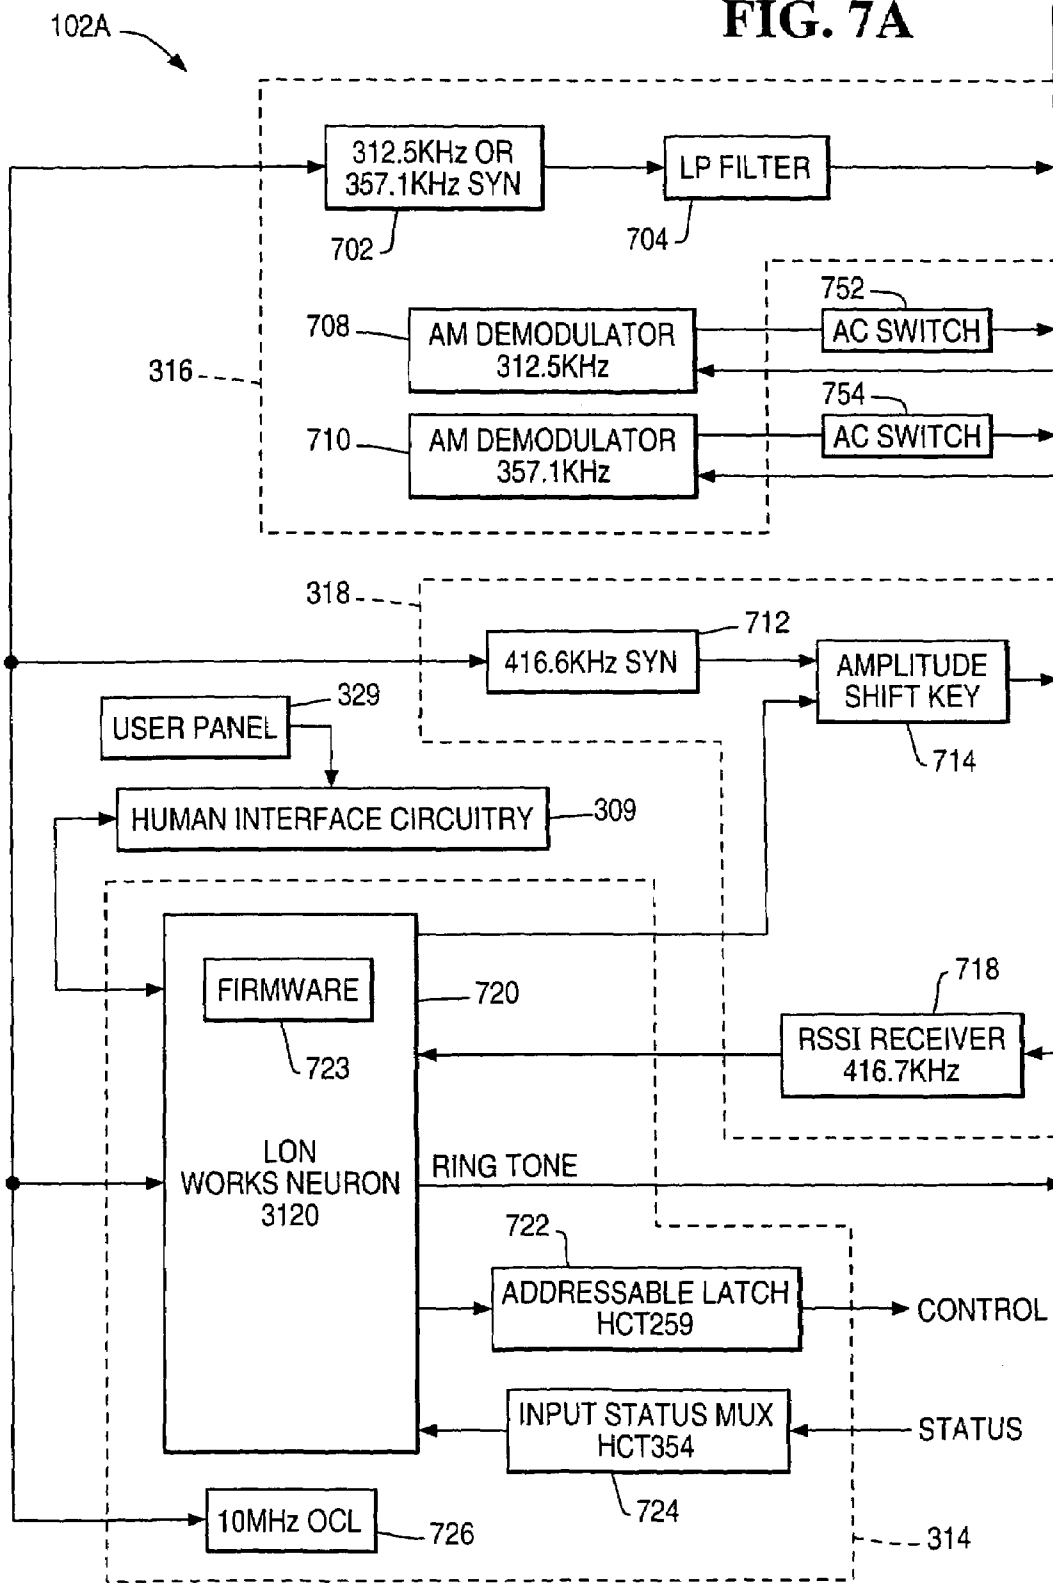 FIG. 7A
102A
312.5KHz OR
357.1KHz SYN
702
LP FILTER
704
752
AC SWITCH
708
AM DEMODULATOR
312.5KHz
316
754
AC SWITCH
710
AM DEMODULATOR
357.1KHz
318
712
416.6KHz SYN
AMPLITUDE
SHIFT KEY
714
329
USER PANEL
HUMAN INTERFACE CIRCUITRY
309
FIRMWARE
723
720
718
RSSI RECEIVER
416.7KHz
LON
WORKS NEURON
3120
RING TONE
722
ADDRESSABLE LATCH
HCT259
CONTROL
INPUT STATUS MUX
HCT354
STATUS
724
10MHz OCL
726
314